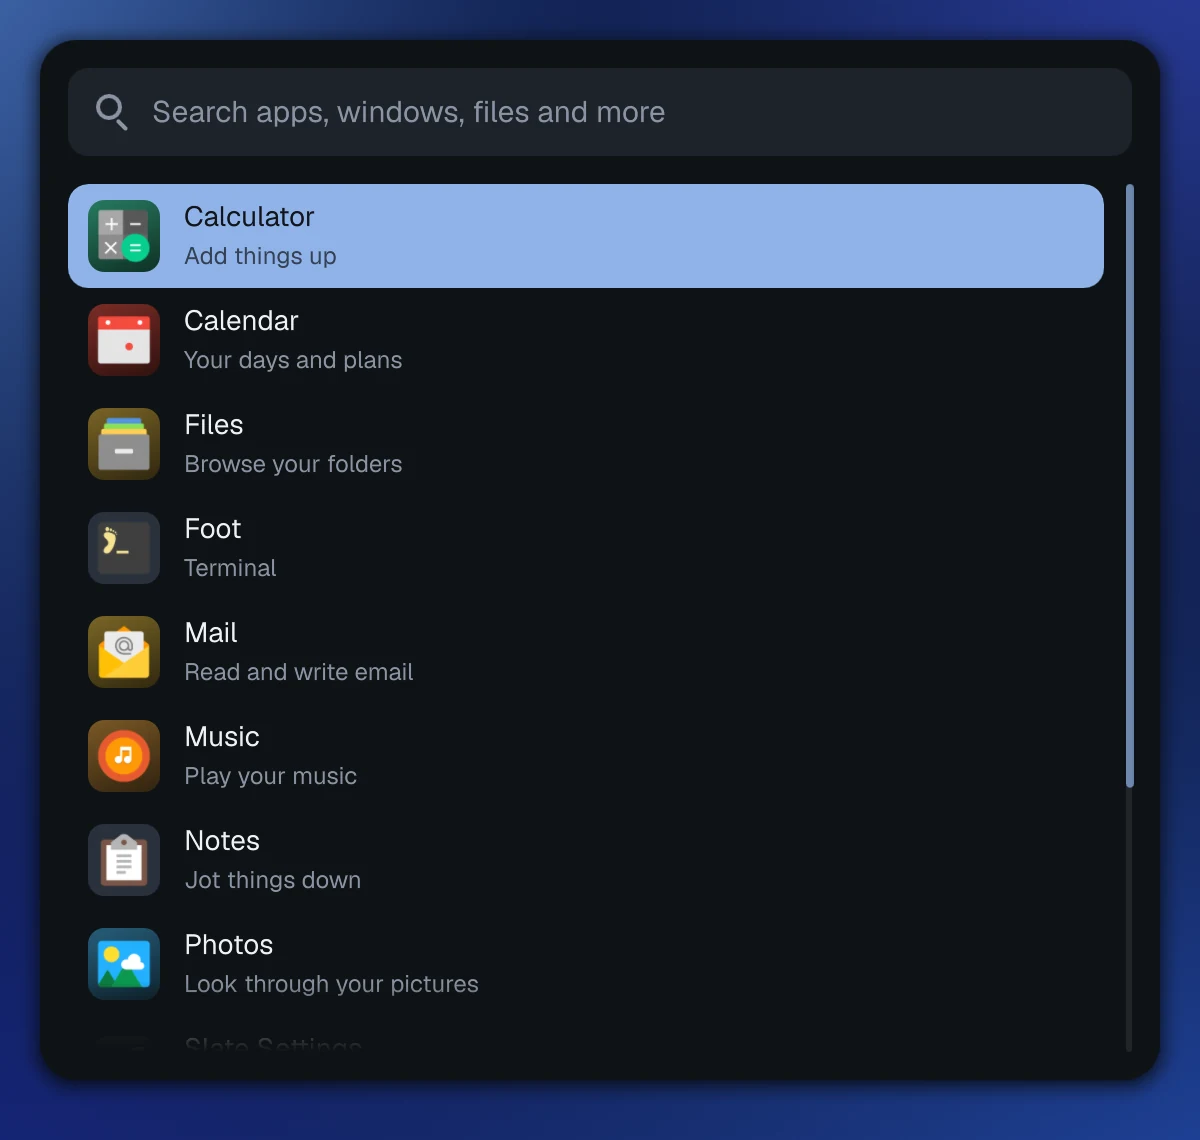 Search apps, windows, files and more
Calculator
Add things up
Calendar
Your days and plans
Files
Browse your folders
Foot
Terminal
Mail
Read and write email
Music
Play your music
Notes
Jot things down
Photos
Look through your pictures
Slate Settings